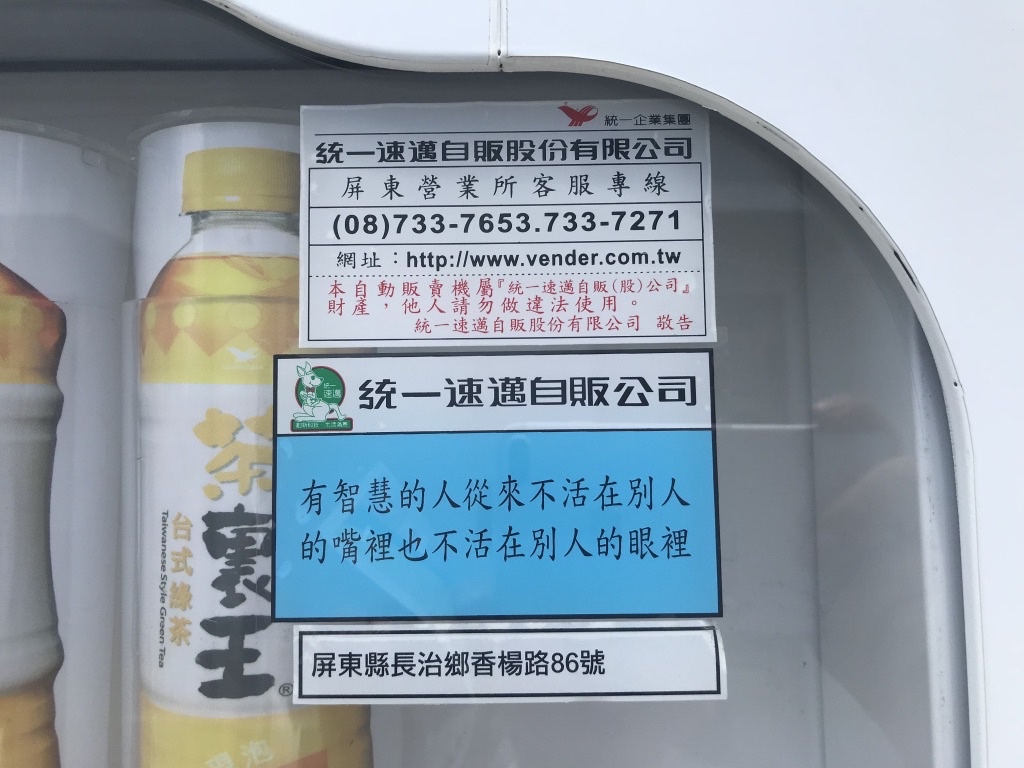 統一企業集團
統一速邁自販股份有限公司
屏東營業所客服專線
(08)733-7653.733-7271
網址：http://www.vender.com.tw
本自動販賣機屬『統一速邁自販(股)公司』
財產，他人請勿做違法使用。
統一速邁自販股份有限公司 敬告
統一
速邁
統一速邁自販公司
有智慧的人從來不活在別人
的嘴裡也不活在別人的眼裡
屏東縣長治鄉香楊路86號
茶
裏
王
®
台式綠茶
Taiwanese Style Green Tea